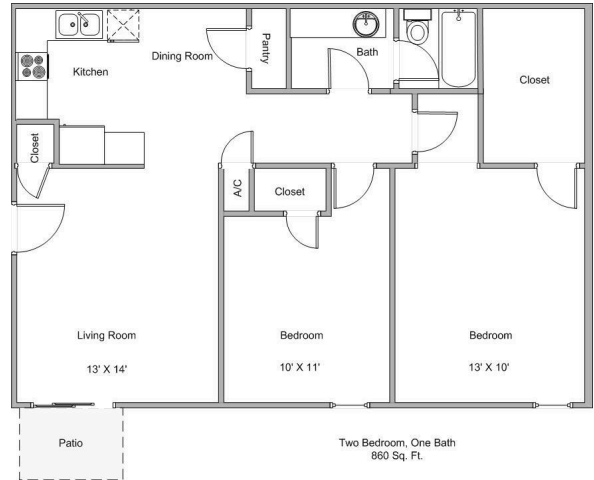 Kitchen
Dining Room
Pantry
Bath
Closet
Closet
A/C
Closet
Living Room
13' X 14'
Bedroom
10' X 11'
Bedroom
13' X 10'
Patio
Two Bedroom, One Bath
860 Sq. Ft.